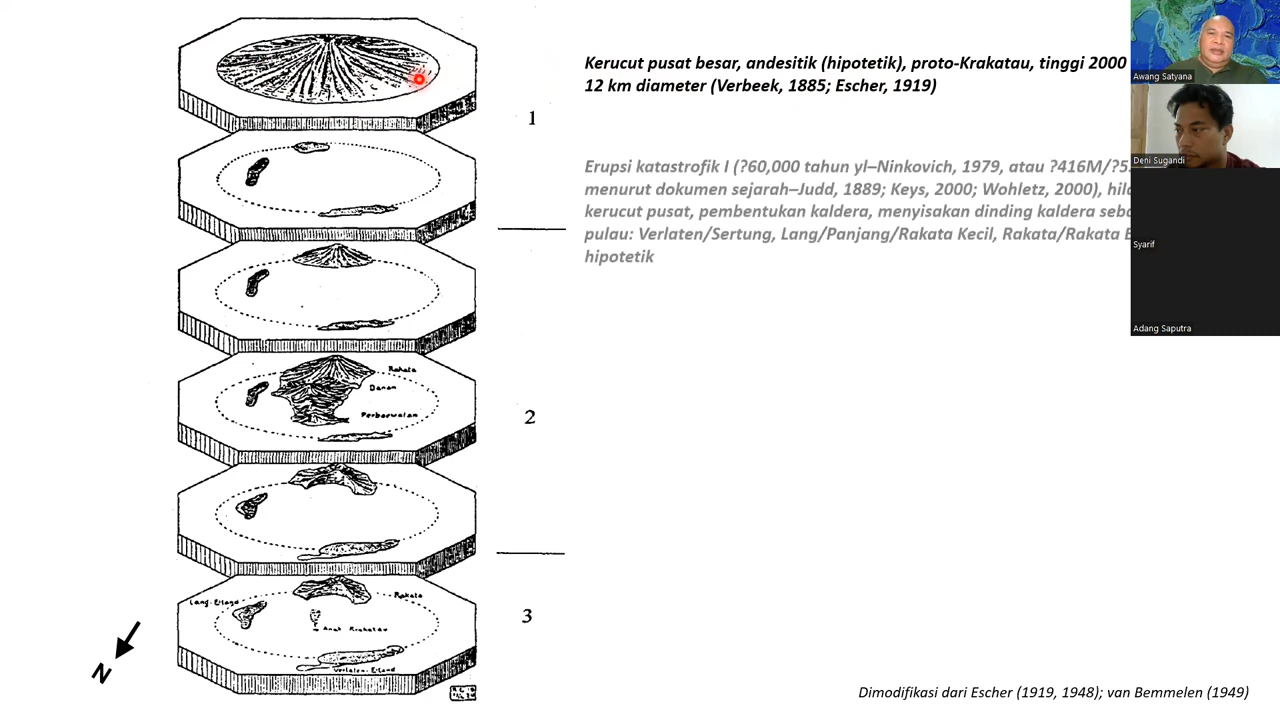 Kerucut pusat besar, andesitik (hipotetik), proto-Krakatau, tinggi 2000
12 km diameter (Verbeek, 1885; Escher, 1919)
Erupsi katastrofik I (?60,000 tahun yl–Ninkovich, 1979, atau ?416M/?5
menurut dokumen sejarah–Judd, 1889; Keys, 2000; Wohletz, 2000),
kerucut pusat, pembentukan kaldera, menyisakan dinding kaldera
pulau: Verlaten/Sertung, Lang/Panjang/Rakata Kecil, Rakata/Rakata
hipotetik
1
2
Rakata
Danan
Perboewatan
3
Lang-Eiland
Rakata
Anak Krakatau
Verlaten-Eiland
N
Dimodifikasi dari Escher (1919, 1948); van Bemmelen (1949)
Awang Satyana
Deni Sugandi
Syarif
Adang Saputra